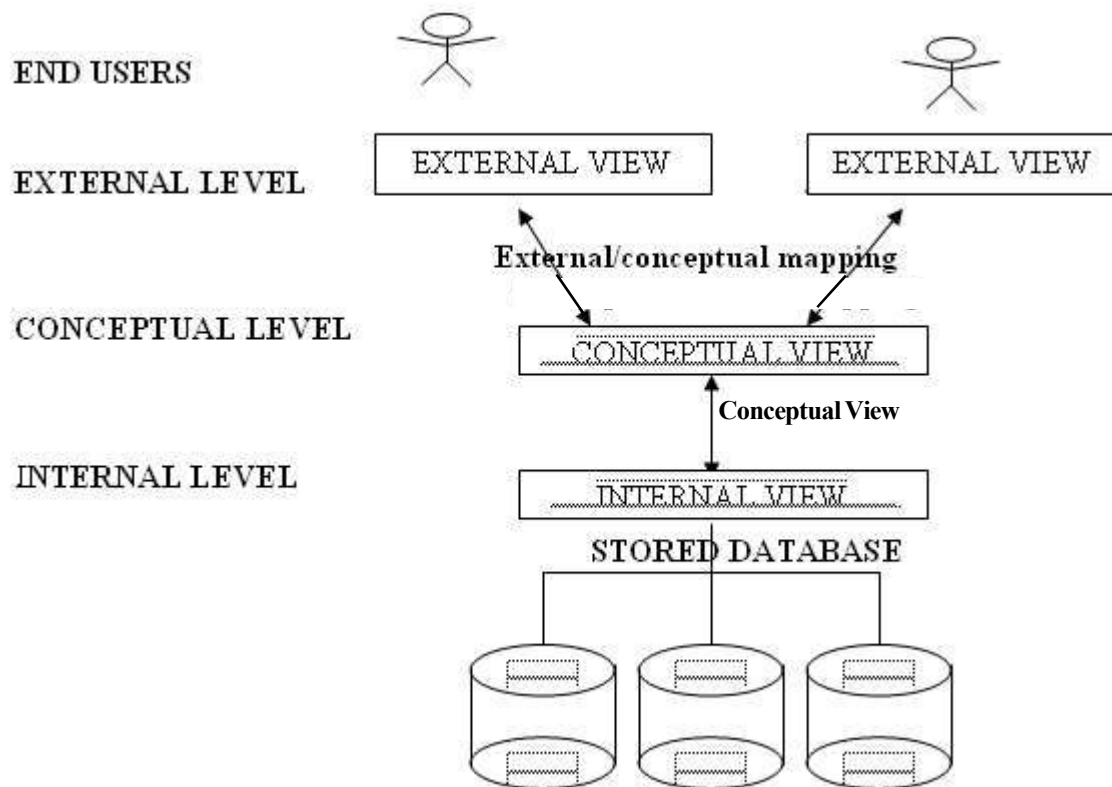 END USERS
EXTERNAL VIEW
EXTERNAL VIEW
EXTERNAL LEVEL
External/conceptual mapping
CONCEPTUAL LEVEL
CONCEPTUAL VIEW
Conceptual View
INTERNAL LEVEL
INTERNAL VIEW
STORED DATABASE